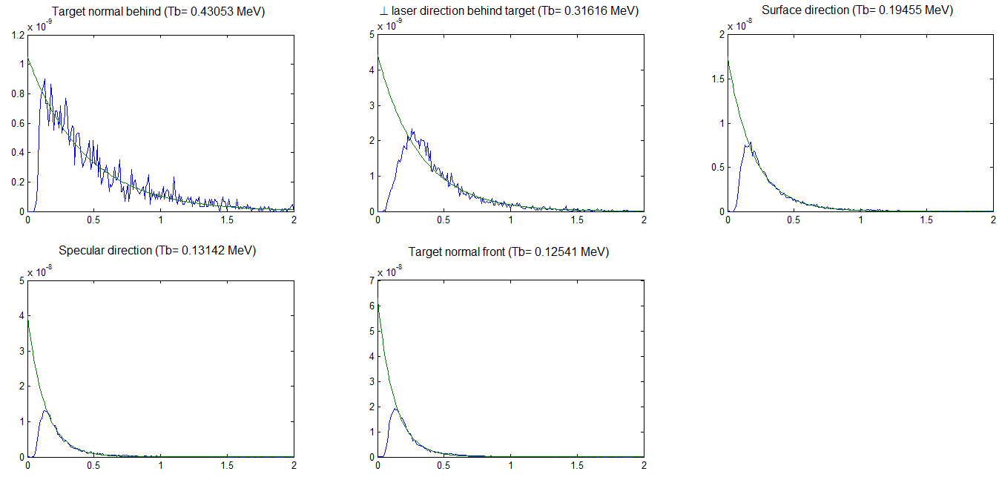 Target normal behind (Tb= 0.43053 MeV)
x 10^-9
1.2
1
0.8
0.6
0.4
0.2
0
0 0.5 1 1.5 2
⊥ laser direction behind target (Tb= 0.31616 MeV)
x 10^-9
5
4
3
2
1
0
0 0.5 1 1.5 2
Surface direction (Tb= 0.19455 MeV)
x 10^-8
2
1.5
1
0.5
0
0 0.5 1 1.5 2
Specular direction (Tb= 0.13142 MeV)
x 10^-8
5
4
3
2
1
0
0 0.5 1 1.5 2
Target normal front (Tb= 0.12541 MeV)
x 10^-8
7
6
5
4
3
2
1
0
0 0.5 1 1.5 2